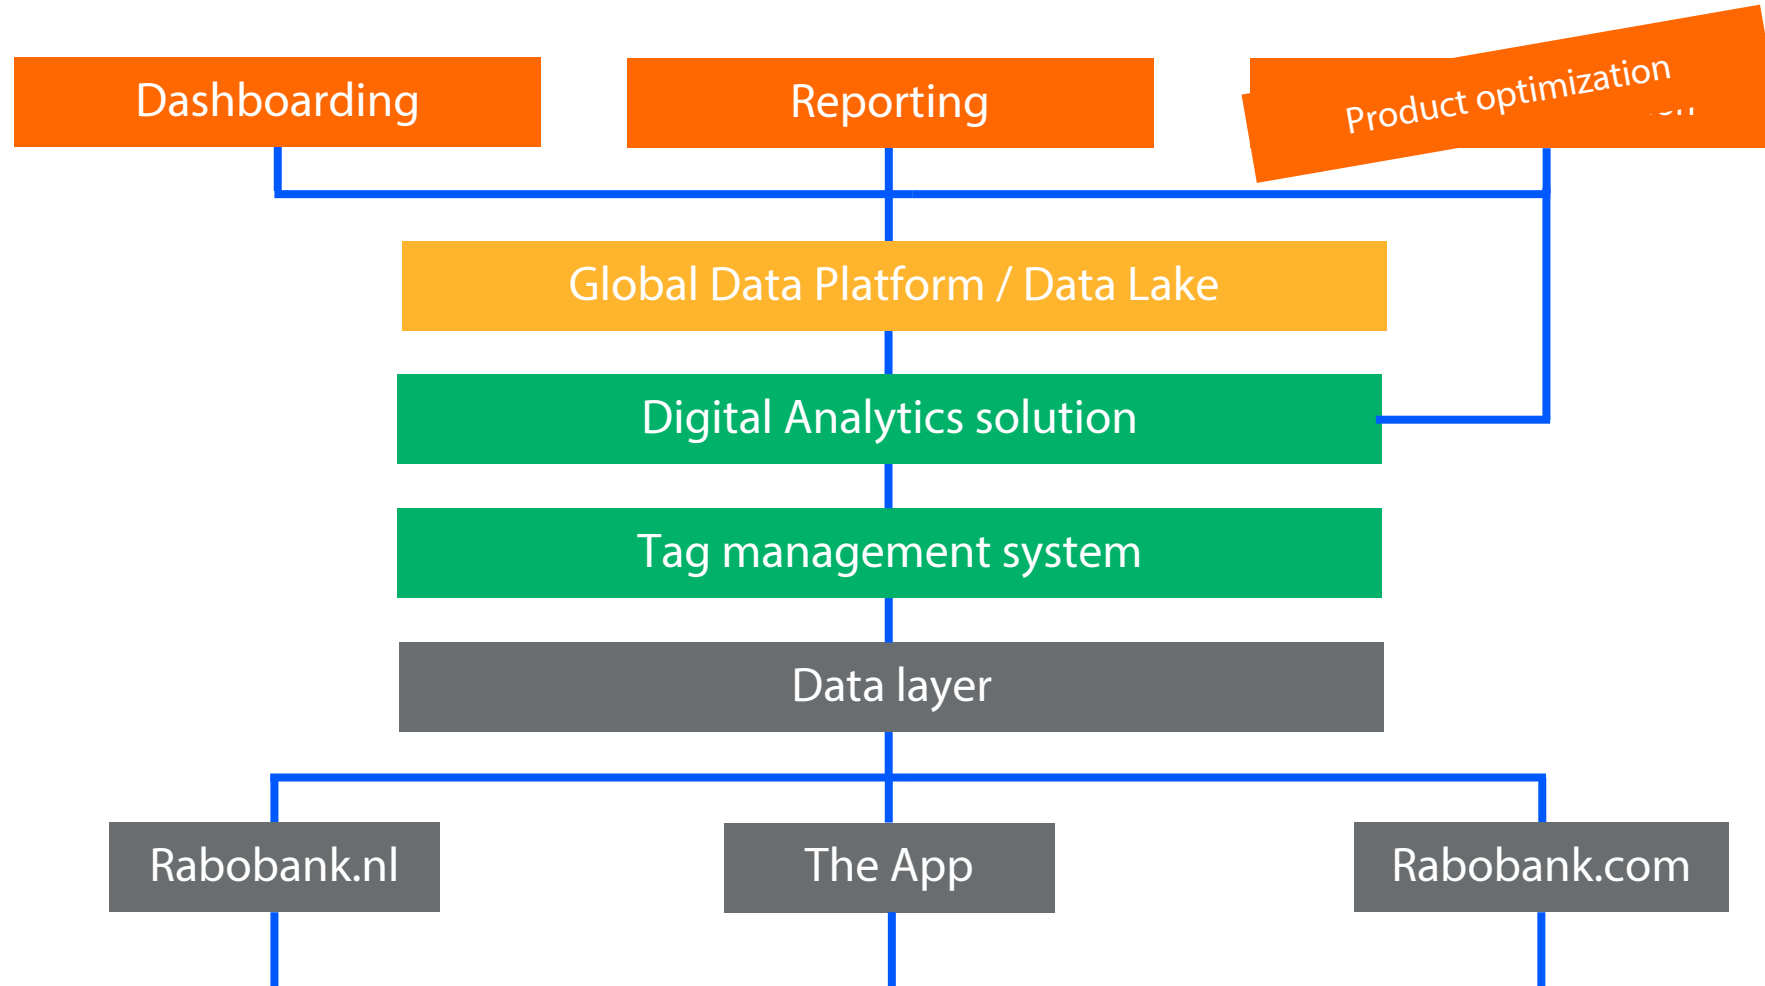 Dashboarding
Reporting
Product optimization
Global Data Platform / Data Lake
Digital Analytics solution
Tag management system
Data layer
Rabobank.nl
The App
Rabobank.com